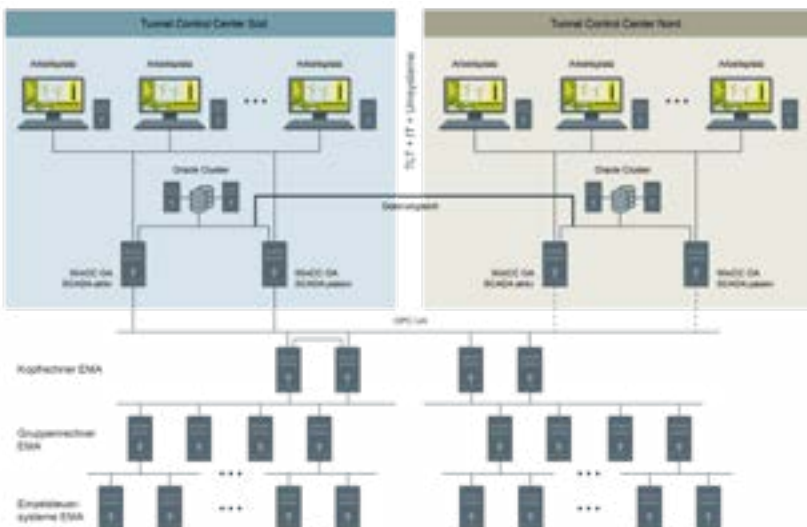 Tunnel Control Center Süd
Tunnel Control Center Nord
Arbeitsplatz
Arbeitsplatz
Arbeitsplatz
Arbeitsplatz
Arbeitsplatz
Arbeitsplatz
TLT + IT +
Oracle Cluster
Oracle Cluster
WinCC OA
SCADA aktiv
WinCC OA
SCADA passiv
WinCC OA
SCADA aktiv
WinCC OA
SCADA passiv
OPC UA
Kopfrechner EMA
Gruppenrechner
EMA
Einzelsteuer-
systeme EMA